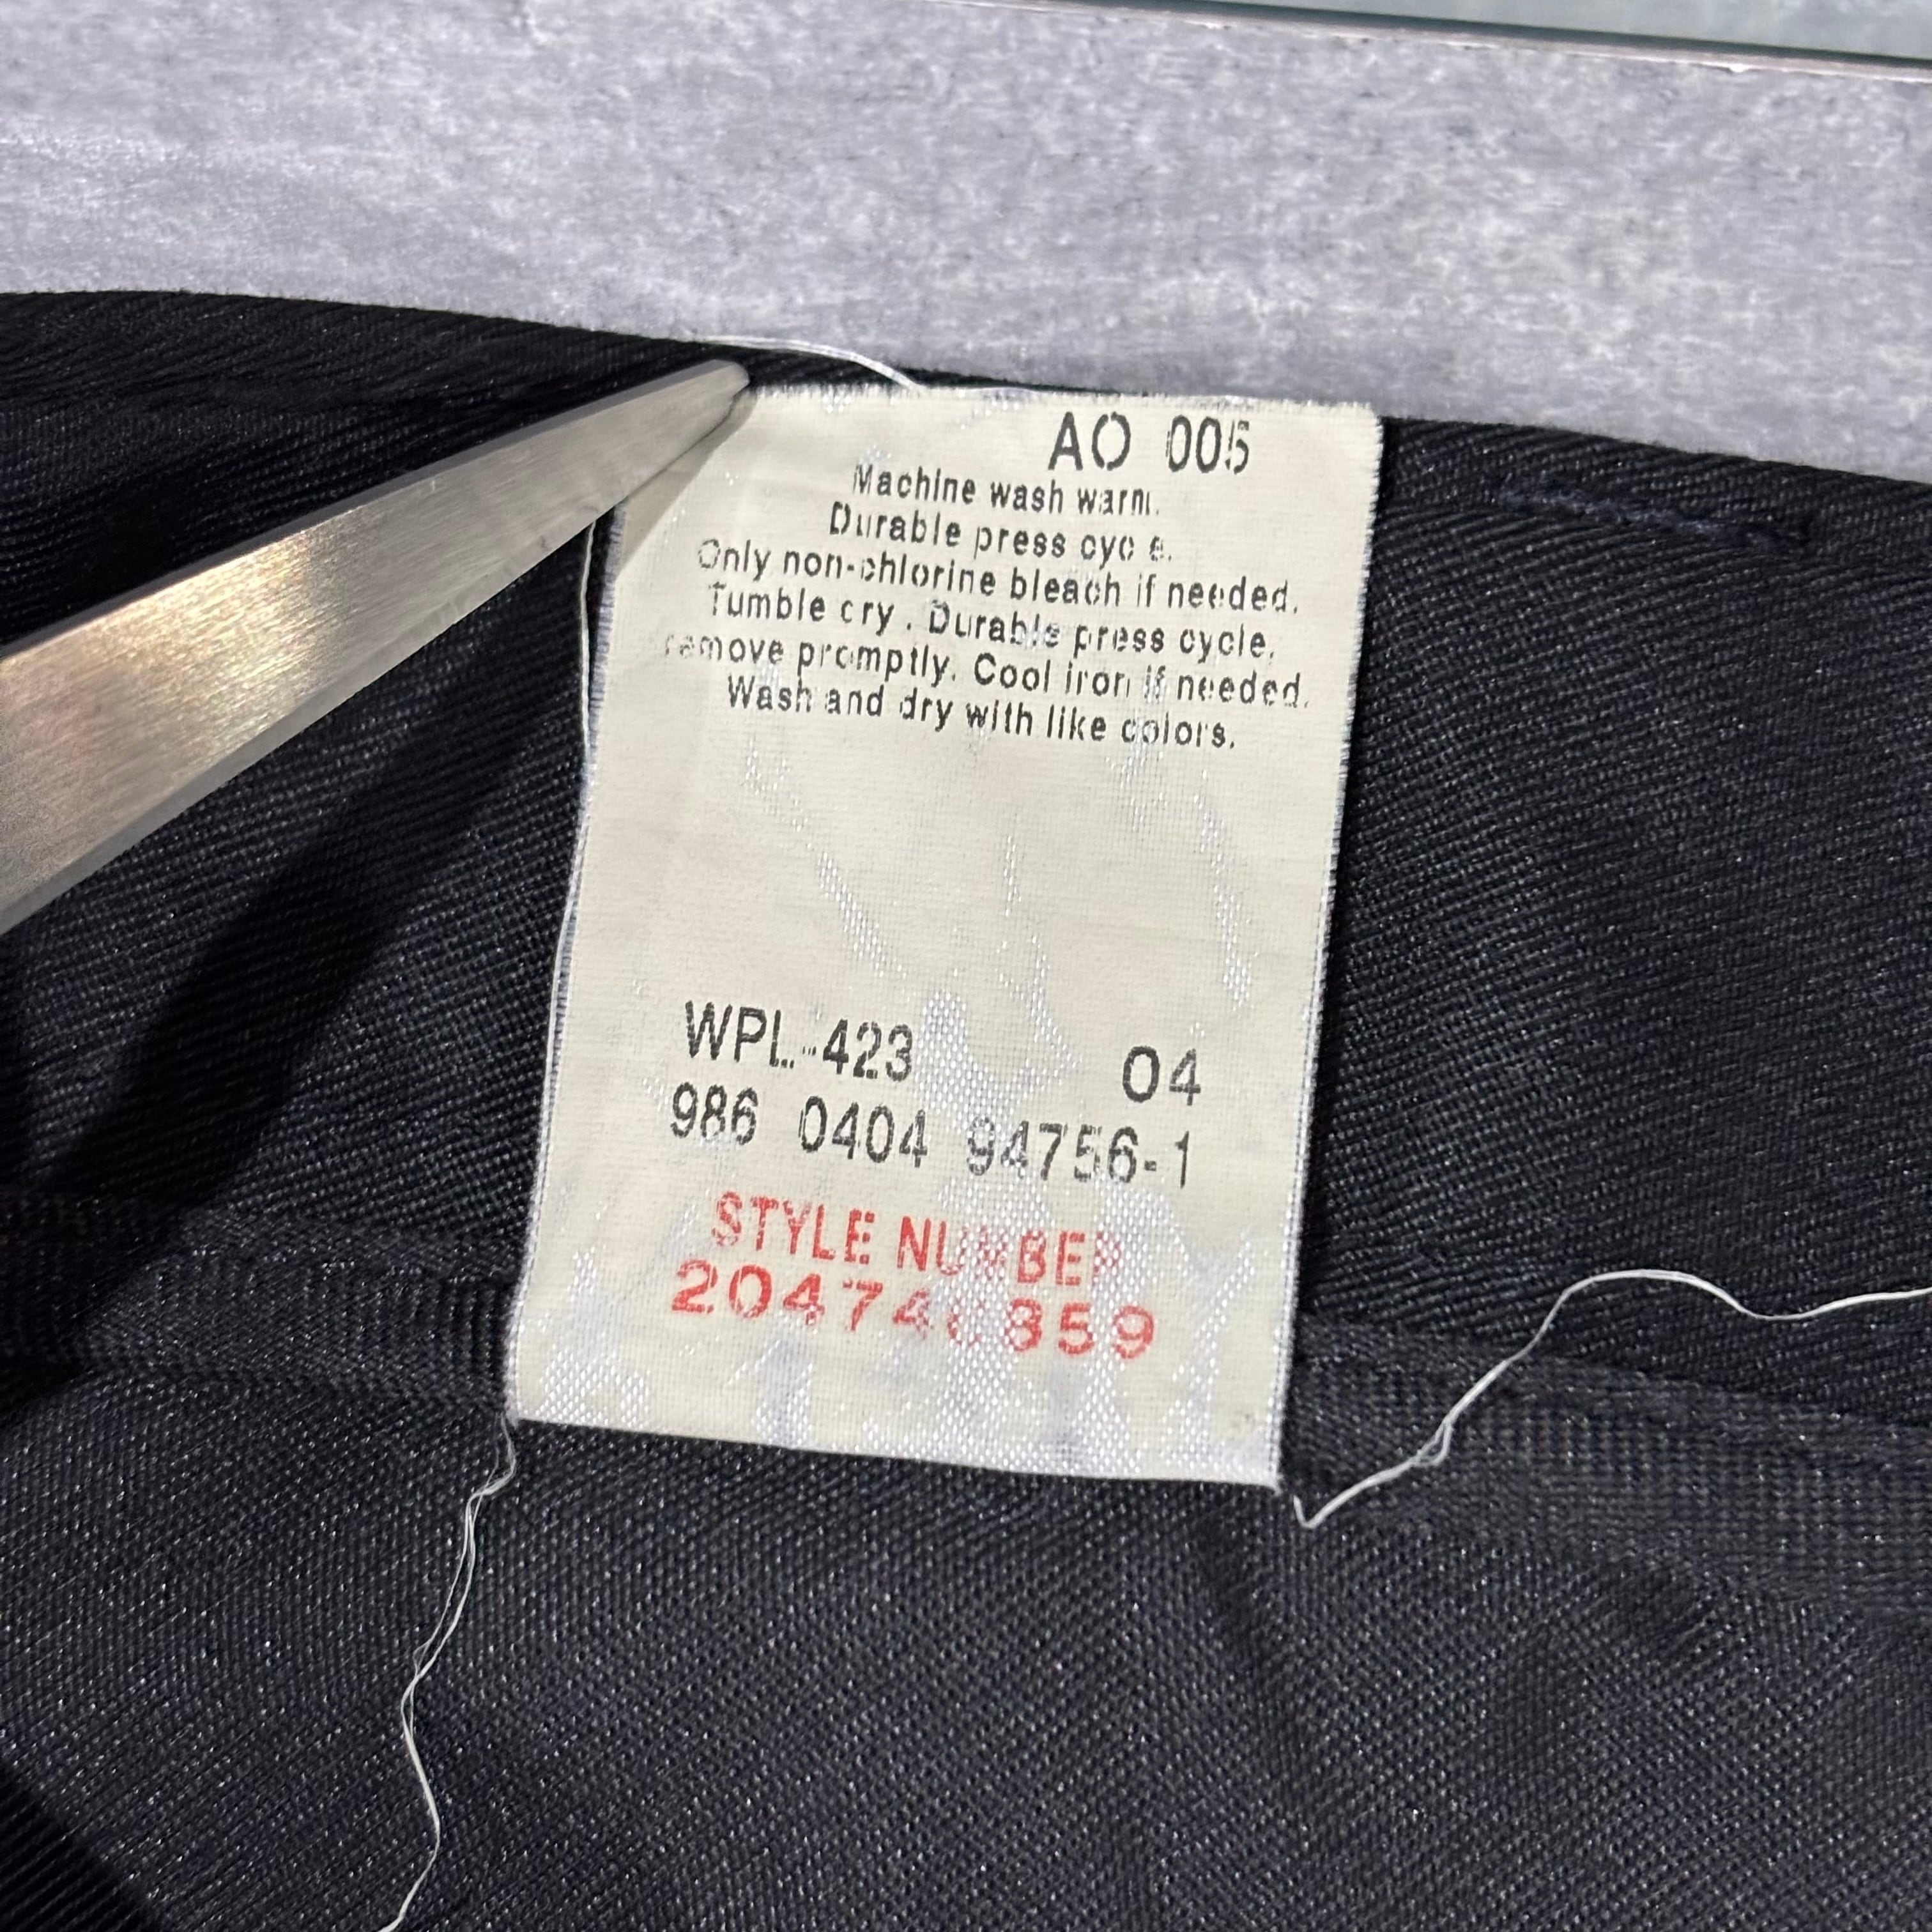 AO 005
Machine wash warm.
Durable press cycle.
Only non-chlorine bleach if needed.
Tumble dry. Durable press cycle,
remove promptly. Cool iron if needed.
Wash and dry with like colors.
WPL-423 04
986 0404 94756-1
STYLE NUMBER